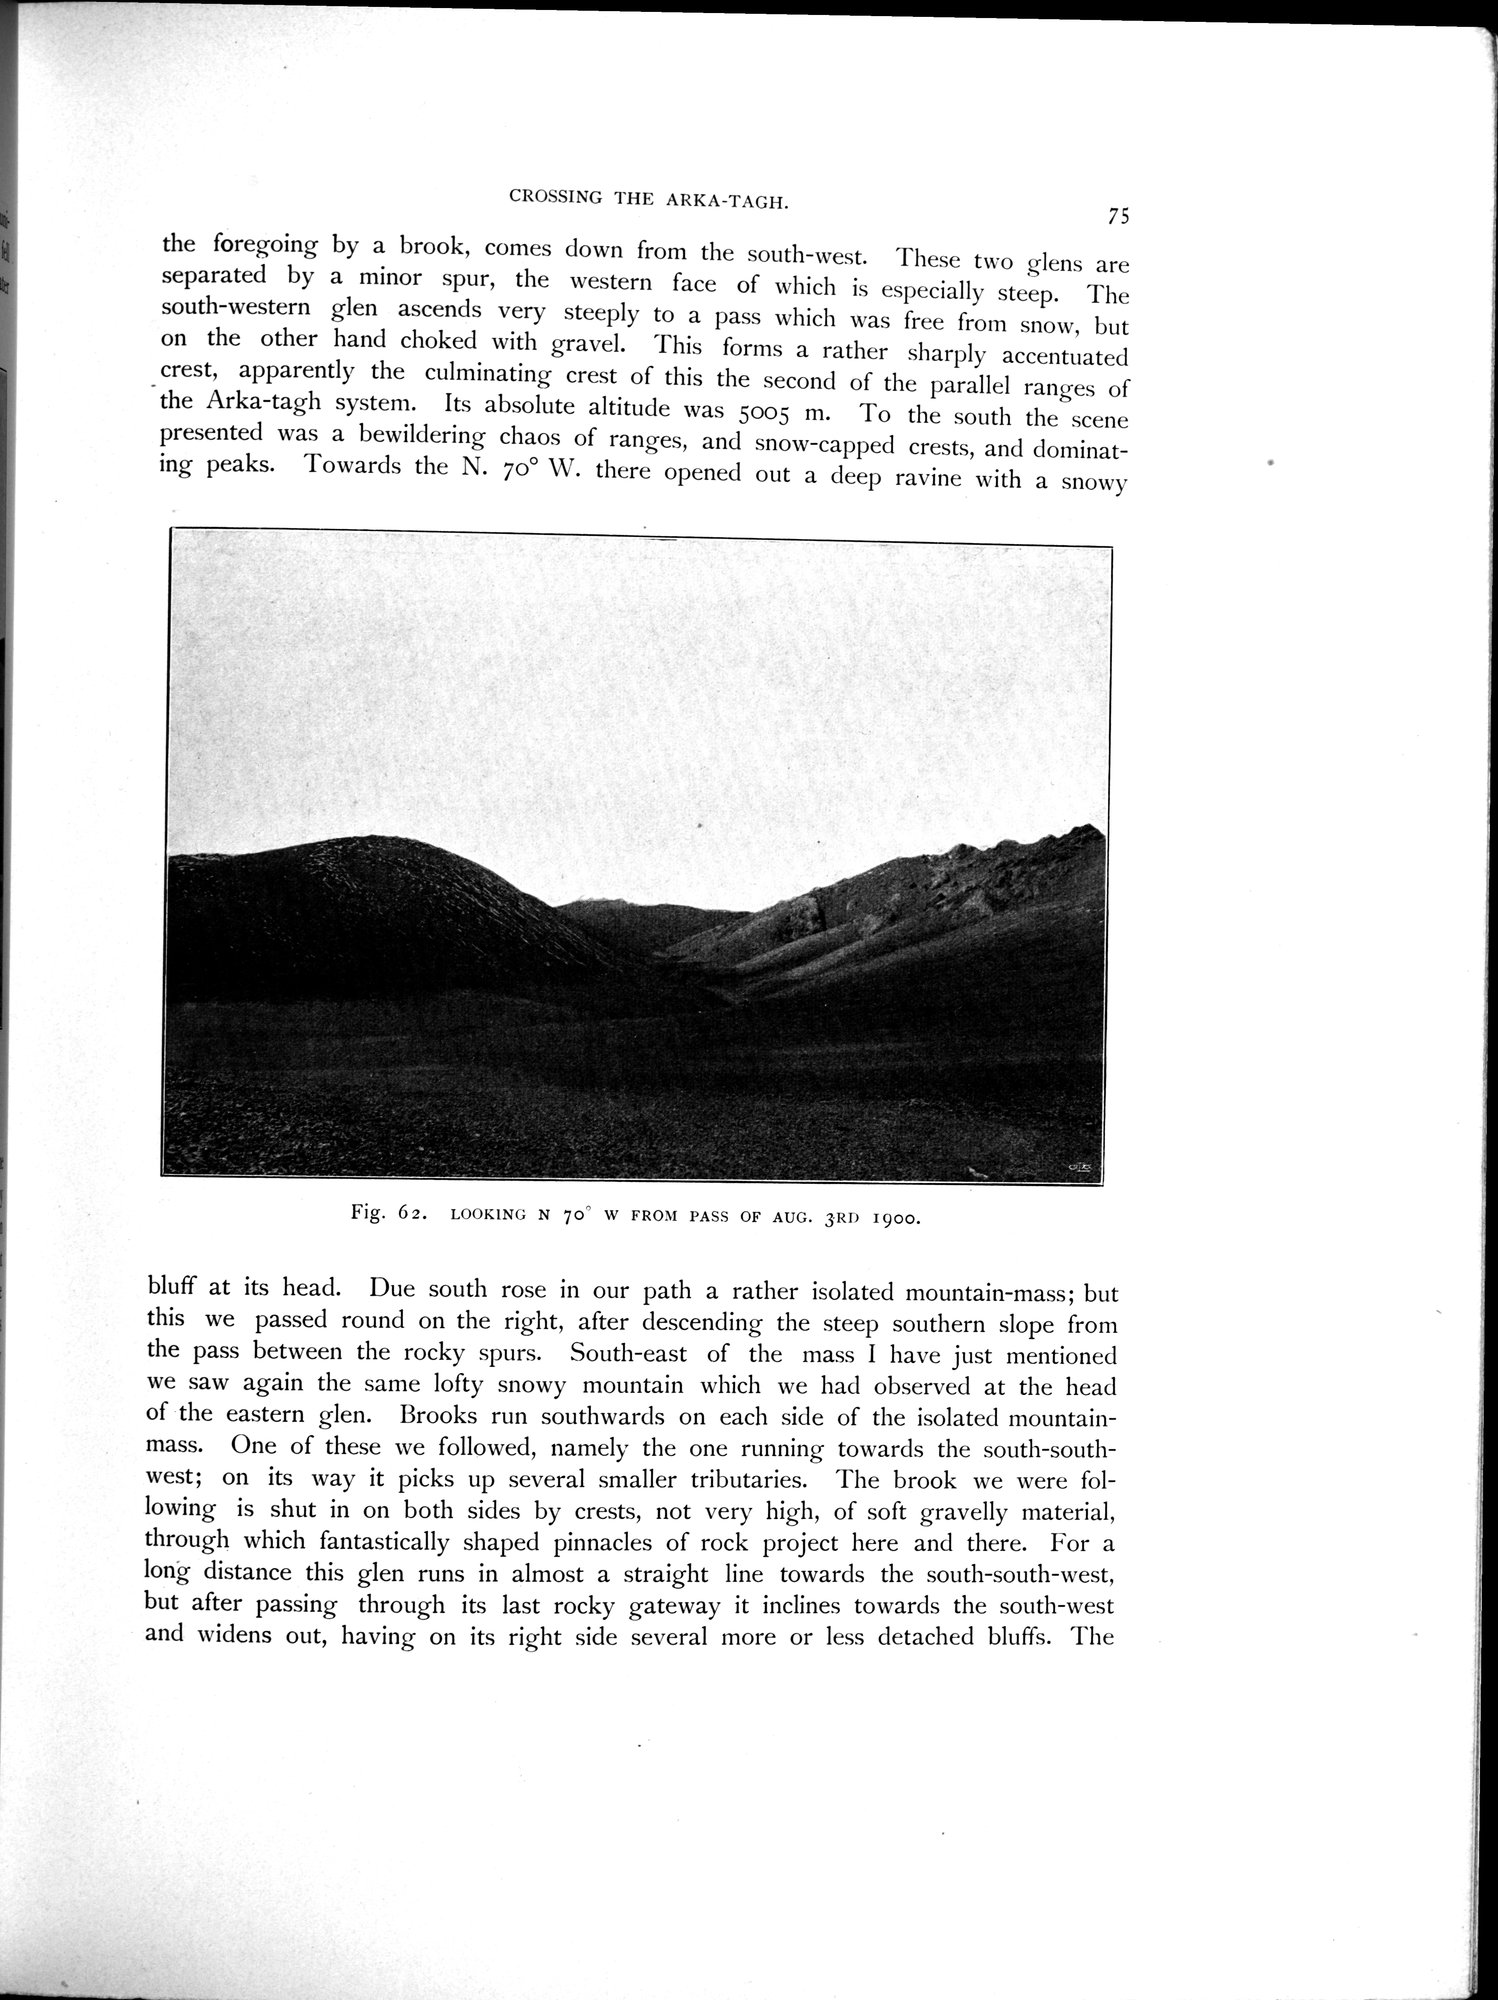 CROSSING THE ARKA-TAGH.
75
the foregoing by a brook, comes down from the south-west. These two glens are
separated by a minor spur, the western face of which is especially steep. The
south-western glen ascends very steeply to a pass which was free from snow, but
on the other hand choked with gravel. This forms a rather sharply accentuated
crest, apparently the culminating crest of this the second of the parallel ranges of
the Arka-tagh system. Its absolute altitude was 5005 m. To the south the scene
presented was a bewildering chaos of ranges, and snow-capped crests, and dominat-
ing peaks. Towards the N. 70° W. there opened out a deep ravine with a snowy
Fig. 62. LOOKING N 70° W FROM PASS OF AUG. 3RD 1900.
bluff at its head. Due south rose in our path a rather isolated mountain-mass; but
this we passed round on the right, after descending the steep southern slope from
the pass between the rocky spurs. South-east of the mass I have just mentioned
we saw again the same lofty snowy mountain which we had observed at the head
of the eastern glen. Brooks run southwards on each side of the isolated mountain-
mass. One of these we followed, namely the one running towards the south-south-
west; on its way it picks up several smaller tributaries. The brook we were fol-
lowing is shut in on both sides by crests, not very high, of soft gravelly material,
through which fantastically shaped pinnacles of rock project here and there. For a
long distance this glen runs in almost a straight line towards the south-south-west,
but after passing through its last rocky gateway it inclines towards the south-west
and widens out, having on its right side several more or less detached bluffs. The